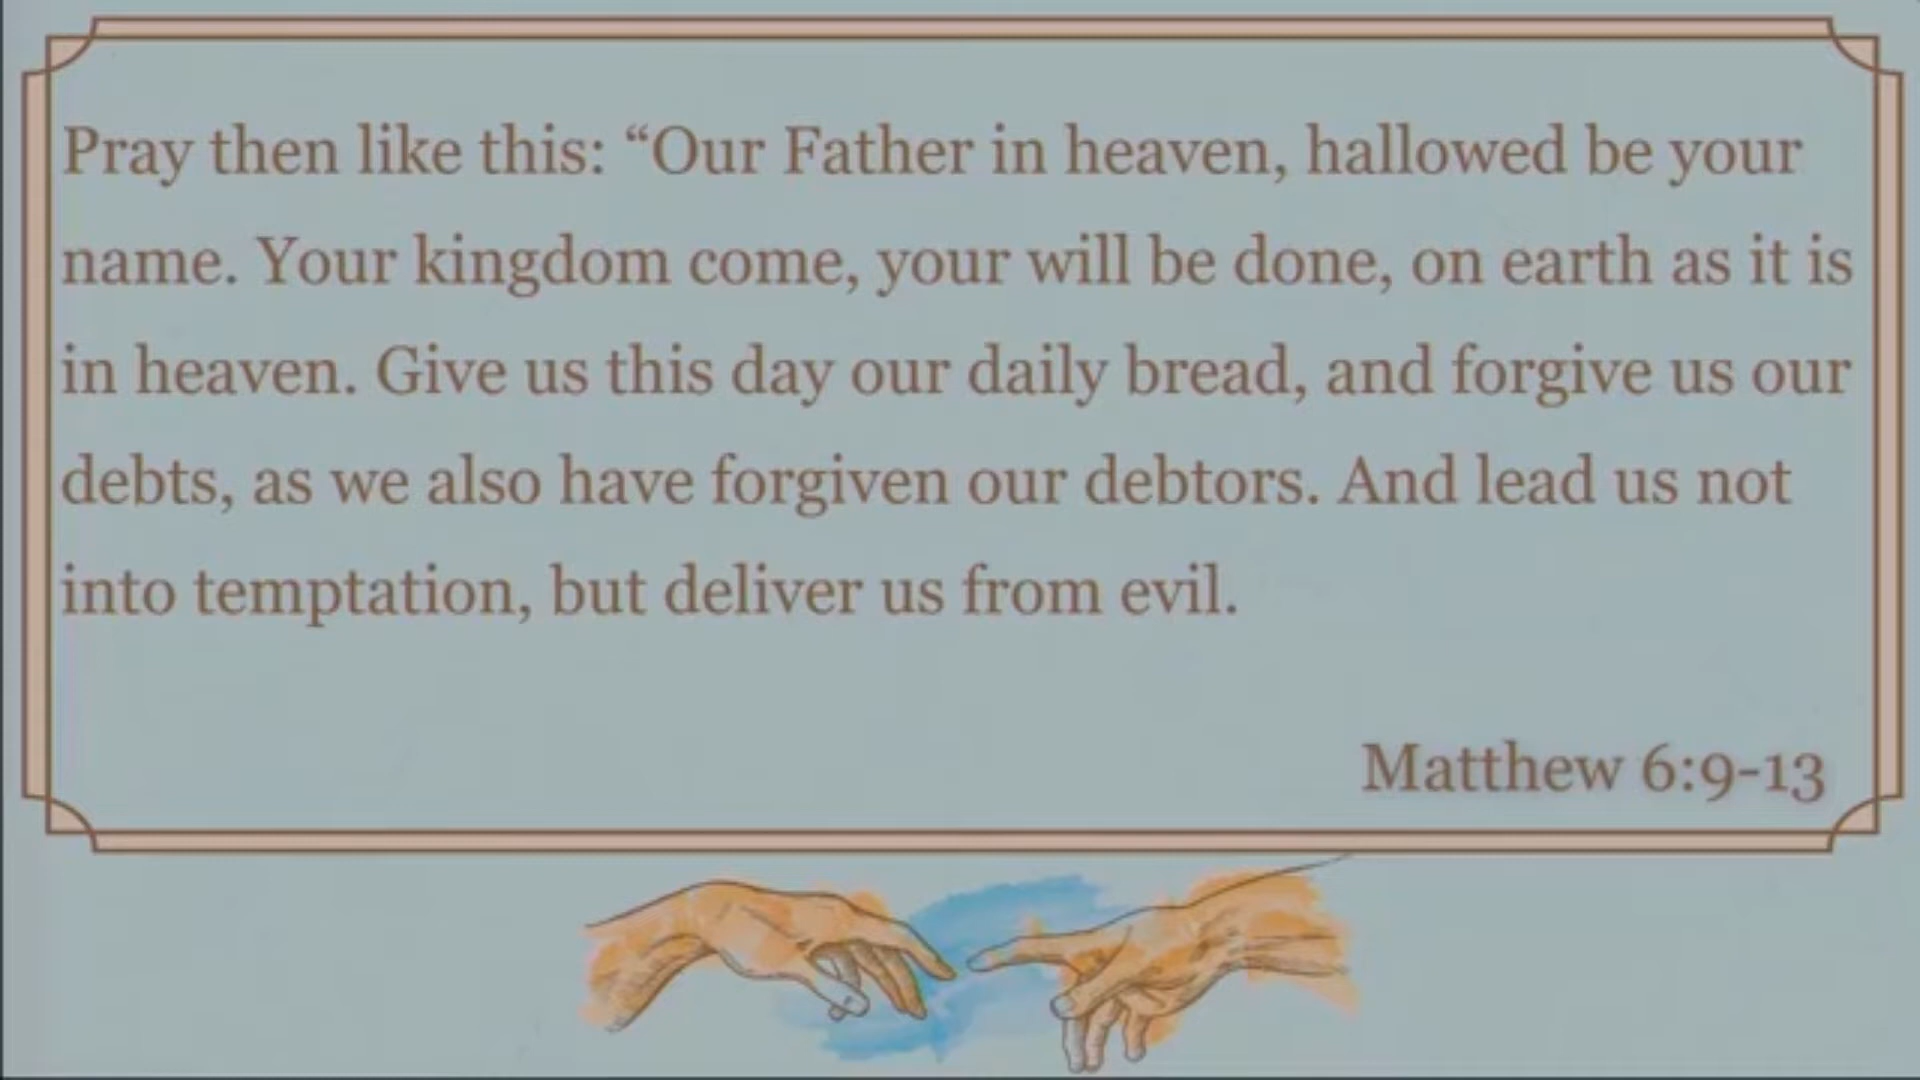 Pray then like this: “Our Father in heaven, hallowed be your
name. Your kingdom come, your will be done, on earth as it is
in heaven. Give us this day our daily bread, and forgive us our
debts, as we also have forgiven our debtors. And lead us not
into temptation, but deliver us from evil.
Matthew 6:9-13